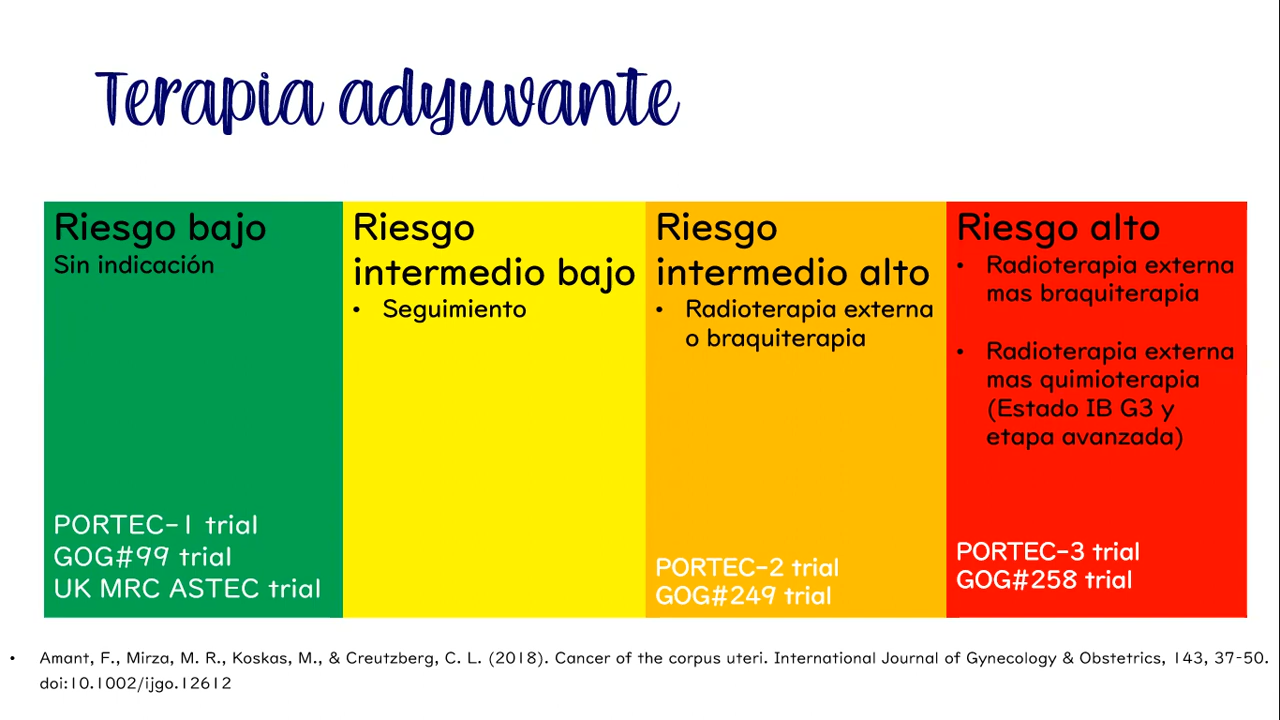 Terapia adyuvante
Riesgo bajo
Sin indicación
PORTEC-1 trial
GOG#99 trial
UK MRC ASTEC trial
Riesgo
intermedio bajo
• Seguimiento
Riesgo
intermedio alto
• Radioterapia externa
o braquiterapia
PORTEC-2 trial
GOG#249 trial
Riesgo alto
• Radioterapia externa
mas braquiterapia
• Radioterapia externa
mas quimioterapia
(Estado IB G3 y
etapa avanzada)
PORTEC-3 trial
GOG#258 trial
• Amant, F., Mirza, M. R., Koskas, M., & Creutzberg, C. L. (2018). Cancer of the corpus uteri. International Journal of Gynecology & Obstetrics, 143, 37-50.
doi:10.1002/ijgo.12612